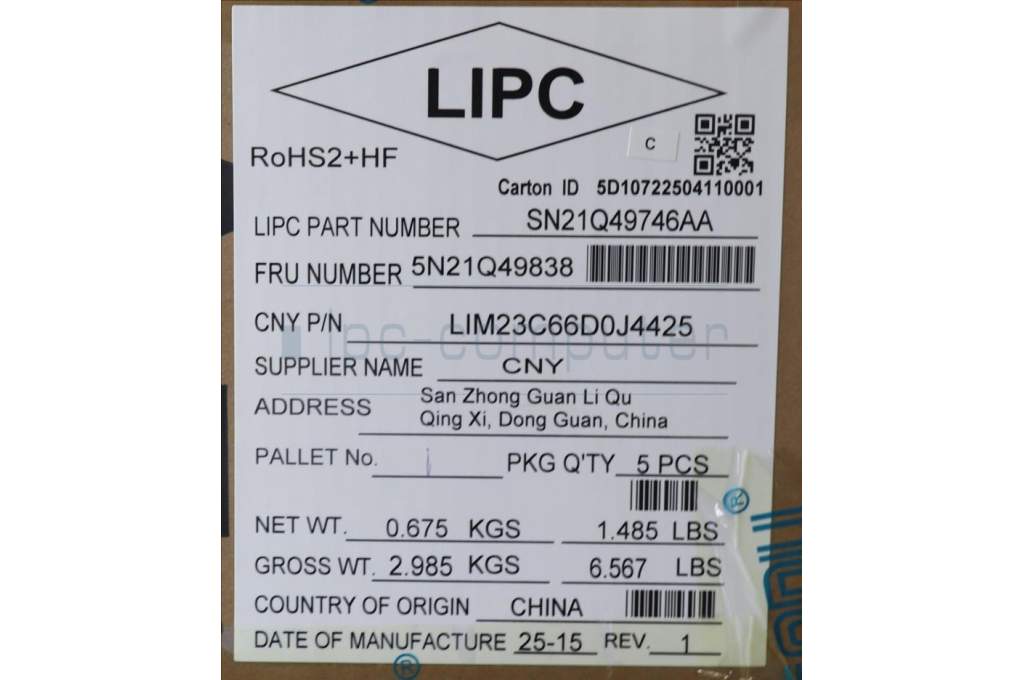 LIPC
C
RoHS2+HF
Carton ID 5D10722504110001
LIPC PART NUMBER SN21Q49746AA
FRU NUMBER 5N21Q49838
CNY P/N LIM23C66D0J4425
ipc-computer
SUPPLIER NAME CNY
ADDRESS San Zhong Guan Li Qu
Qing Xi, Dong Guan, China
PALLET No. PKG Q'TY 5 PCS
®
NET WT. 0.675 KGS 1.485 LBS
GROSS WT. 2.985 KGS 6.567 LBS
COUNTRY OF ORIGIN CHINA
DATE OF MANUFACTURE 25-15 REV. 1
®